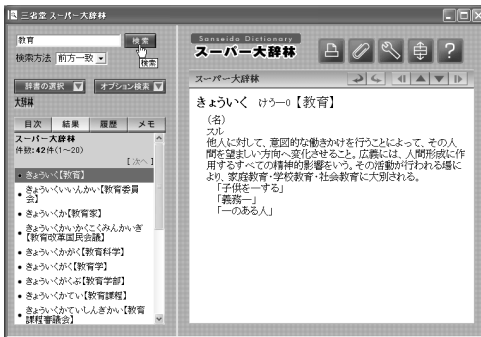 三省堂 スーパー大辞林
教育
検索
検索方法 前方一致
検索
辞書の選択
オプション検索
大辞林
目次 結果 履歴 メモ
スーパー大辞林
件数:42件(1~20)
[次へ]
きょういく【教育】
きょういくいいんかい【教育委員
会】
きょういくか【教育家】
きょういくかいかくこくみんかいぎ
【教育改革国民会議】
きょういくかがく【教育科学】
きょういくがく【教育学】
きょういくがくぶ【教育学部】
きょういくかてい【教育課程】
きょういくかていしんぎかい【教育
課程審議会】
Sanseido Dictionary
スーパー大辞林
?
スーパー大辞林
きょういく けうー0【教育】
(名)
スル
他人に対して、意図的な働きかけを行うことによって、その人
間を望ましい方向へ変化させること。広義には、人間形成に作
用するすべての精神的影響をいう。その活動が行われる場に
より、家庭教育・学校教育・社会教育に大別される。
「子供を―する」
「義務―」
「―のある人」